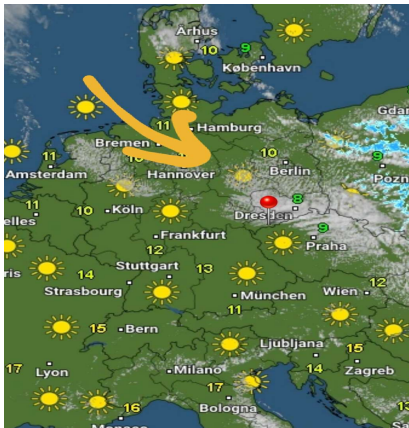 Århus
10
9
København
Gda
11
Hamburg
Bremen
10
11
Amsterdam
Hannover
Berlin
9
Pozn
11
elles
10
Köln
Dresden
8
9
Praha
Frankfurt
12
ris
14
Stuttgart
13
Strasbourg
München
Wien
12
11
15
Bern
Ljubljana
15
17
Lyon
Milano
14
Zagreb
17
16
Bologna
13